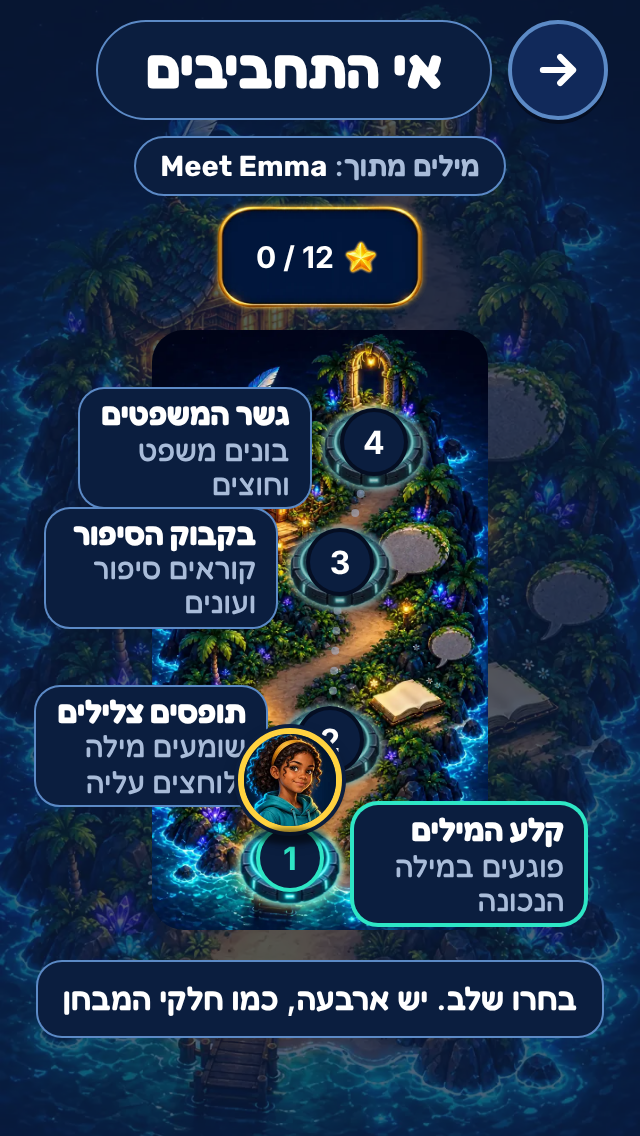 אי התחביבים
מילים מתוך: Meet Emma
0 / 12
גשר המשפטים
בונים משפט
וחוצים
4
בקבוק הסיפור
קוראים סיפור
ועונים
3
תופסים צלילים
שומעים מילה
ולוחצים עליה
2
קלע המילים
פוגעים במילה
הנכונה
1
בחרו שלב. יש ארבעה, כמו חלקי המבחן